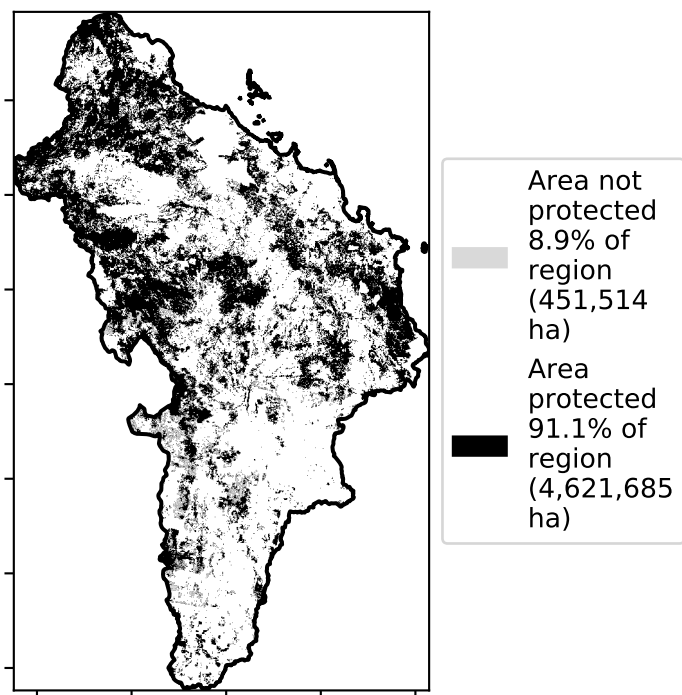 Area not
protected
8.9% of
region
(451,514
ha)
Area
protected
91.1% of
region
(4,621,685
ha)